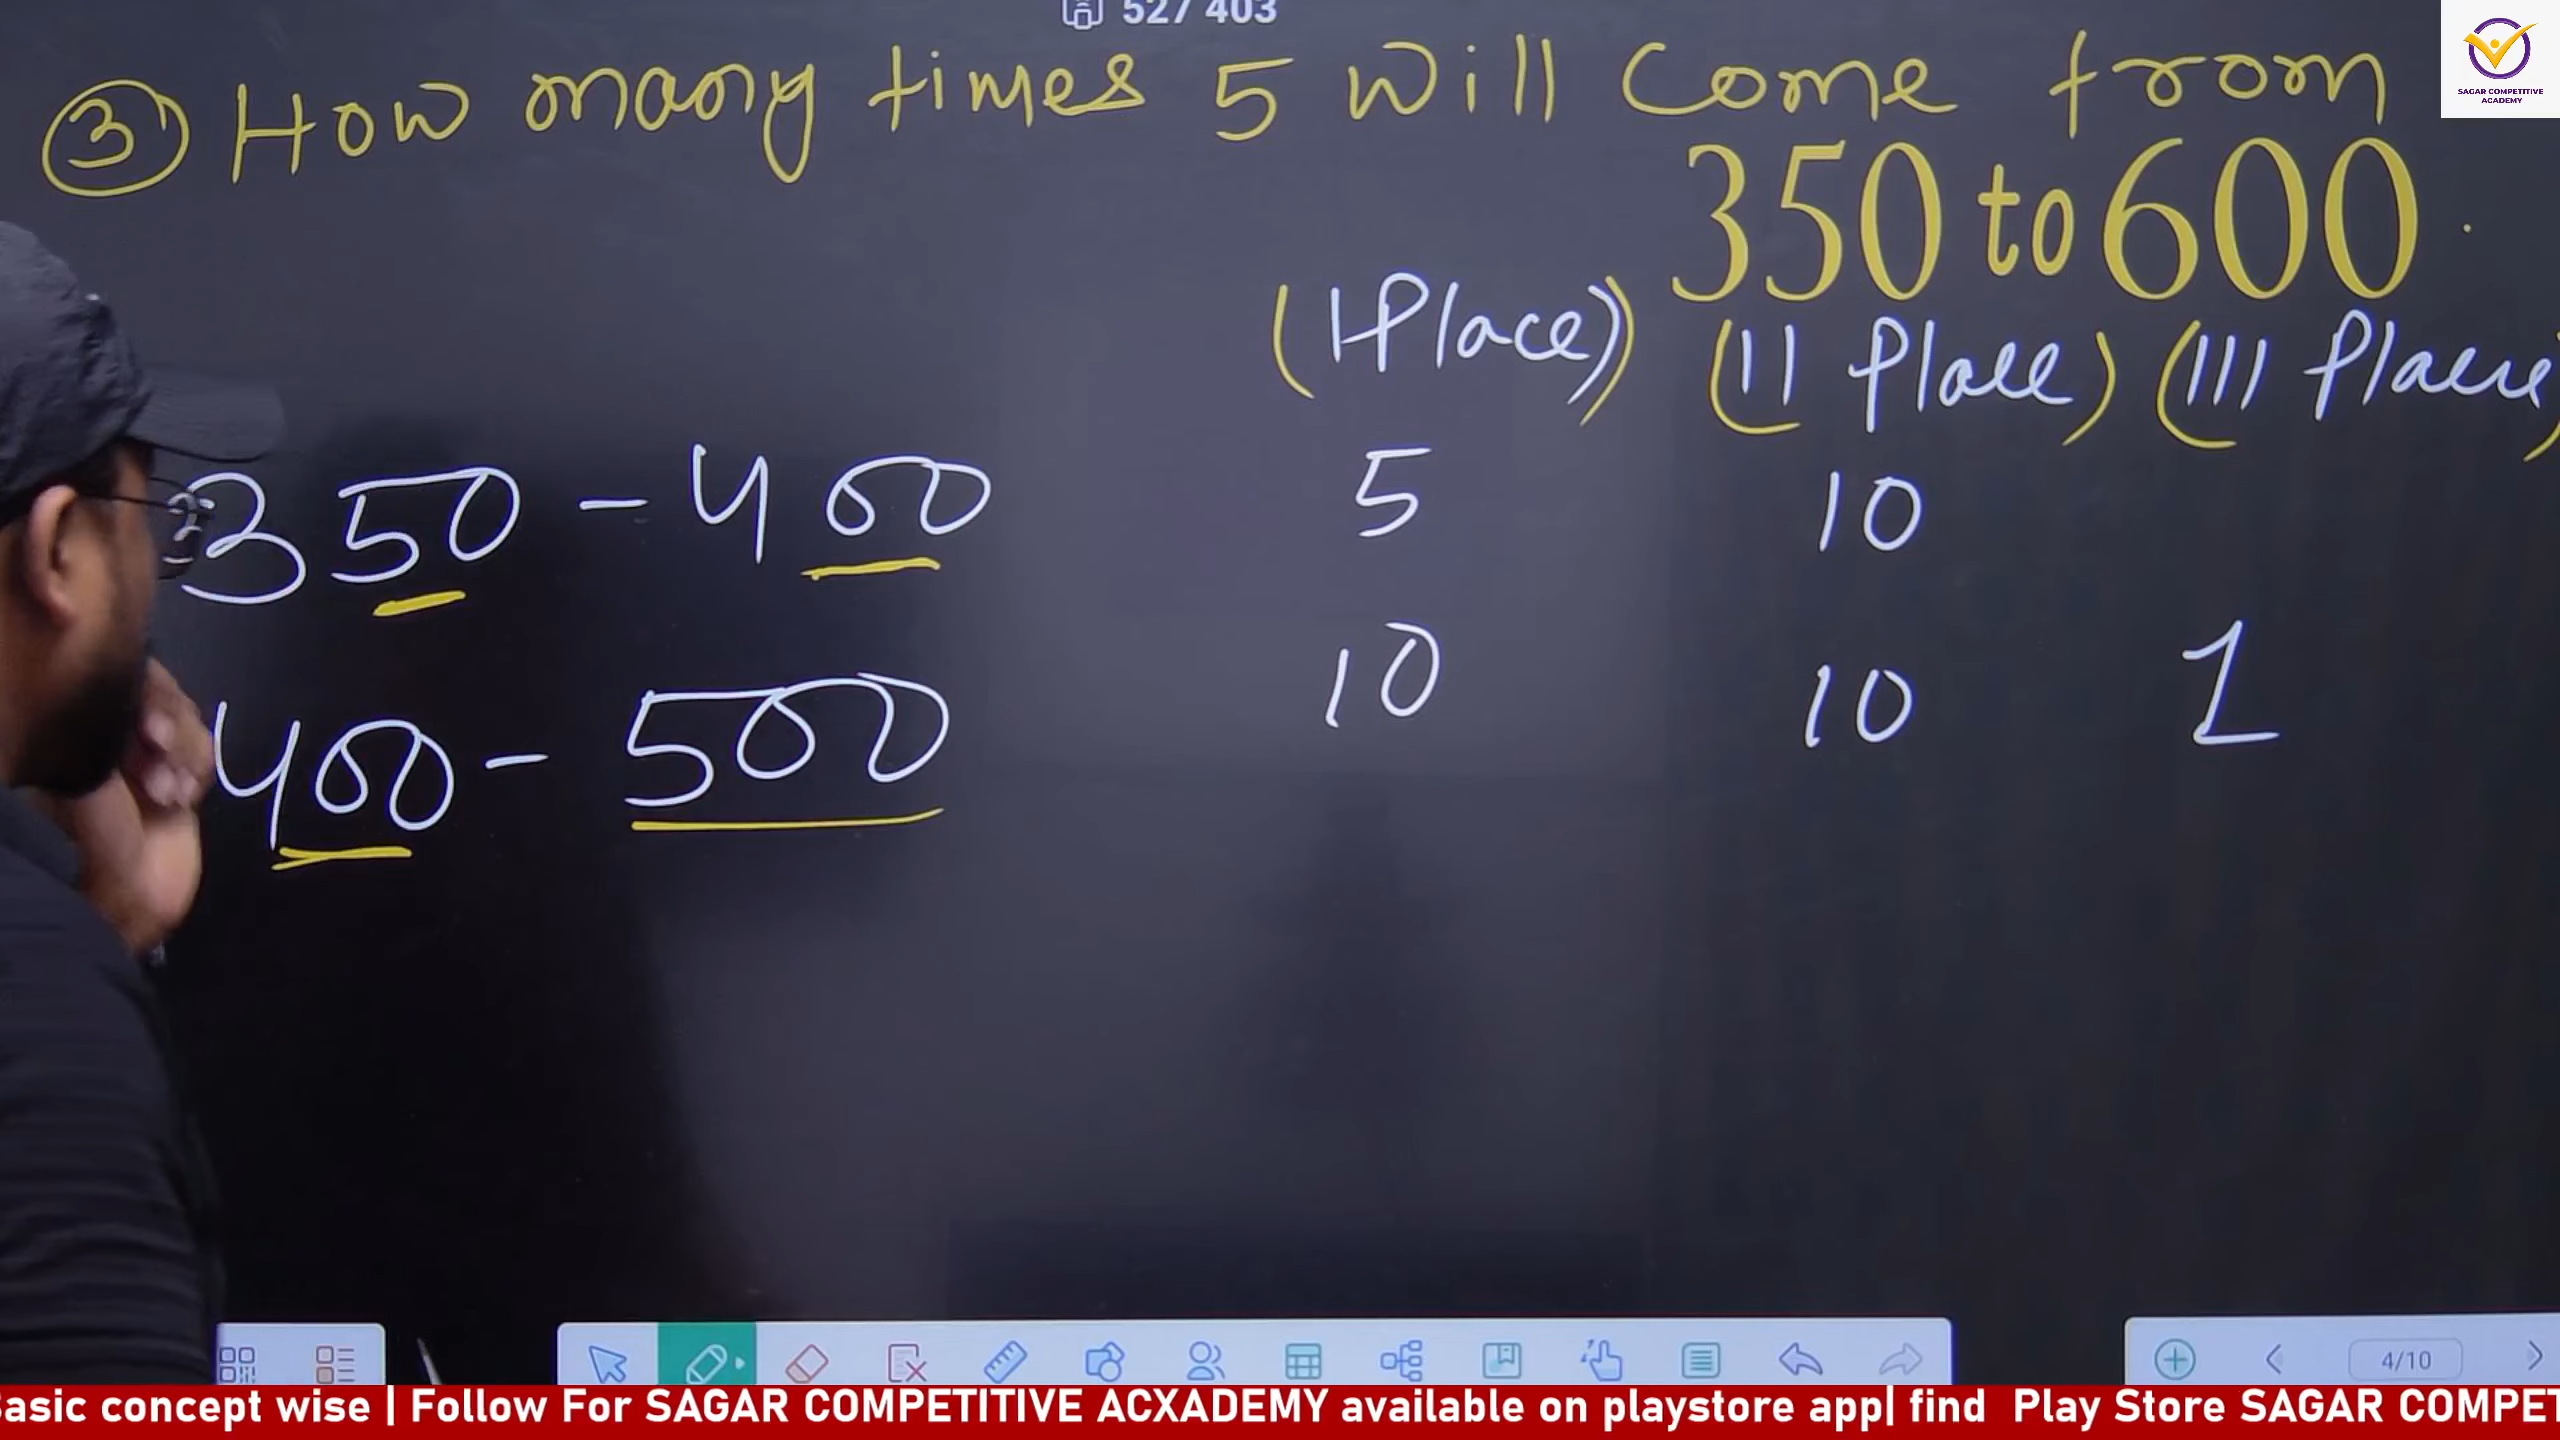 527 403
③ How many times 5 will come from
350 to 600.
SAGAR COMPETITIVE
ACADEMY
(I Place) (II Place) (III Place)
350 - 400 5 10
400 - 500 10 10 1
4/10
Basic concept wise | Follow For SAGAR COMPETITIVE ACXADEMY available on playstore app| find Play Store SAGAR COMPET